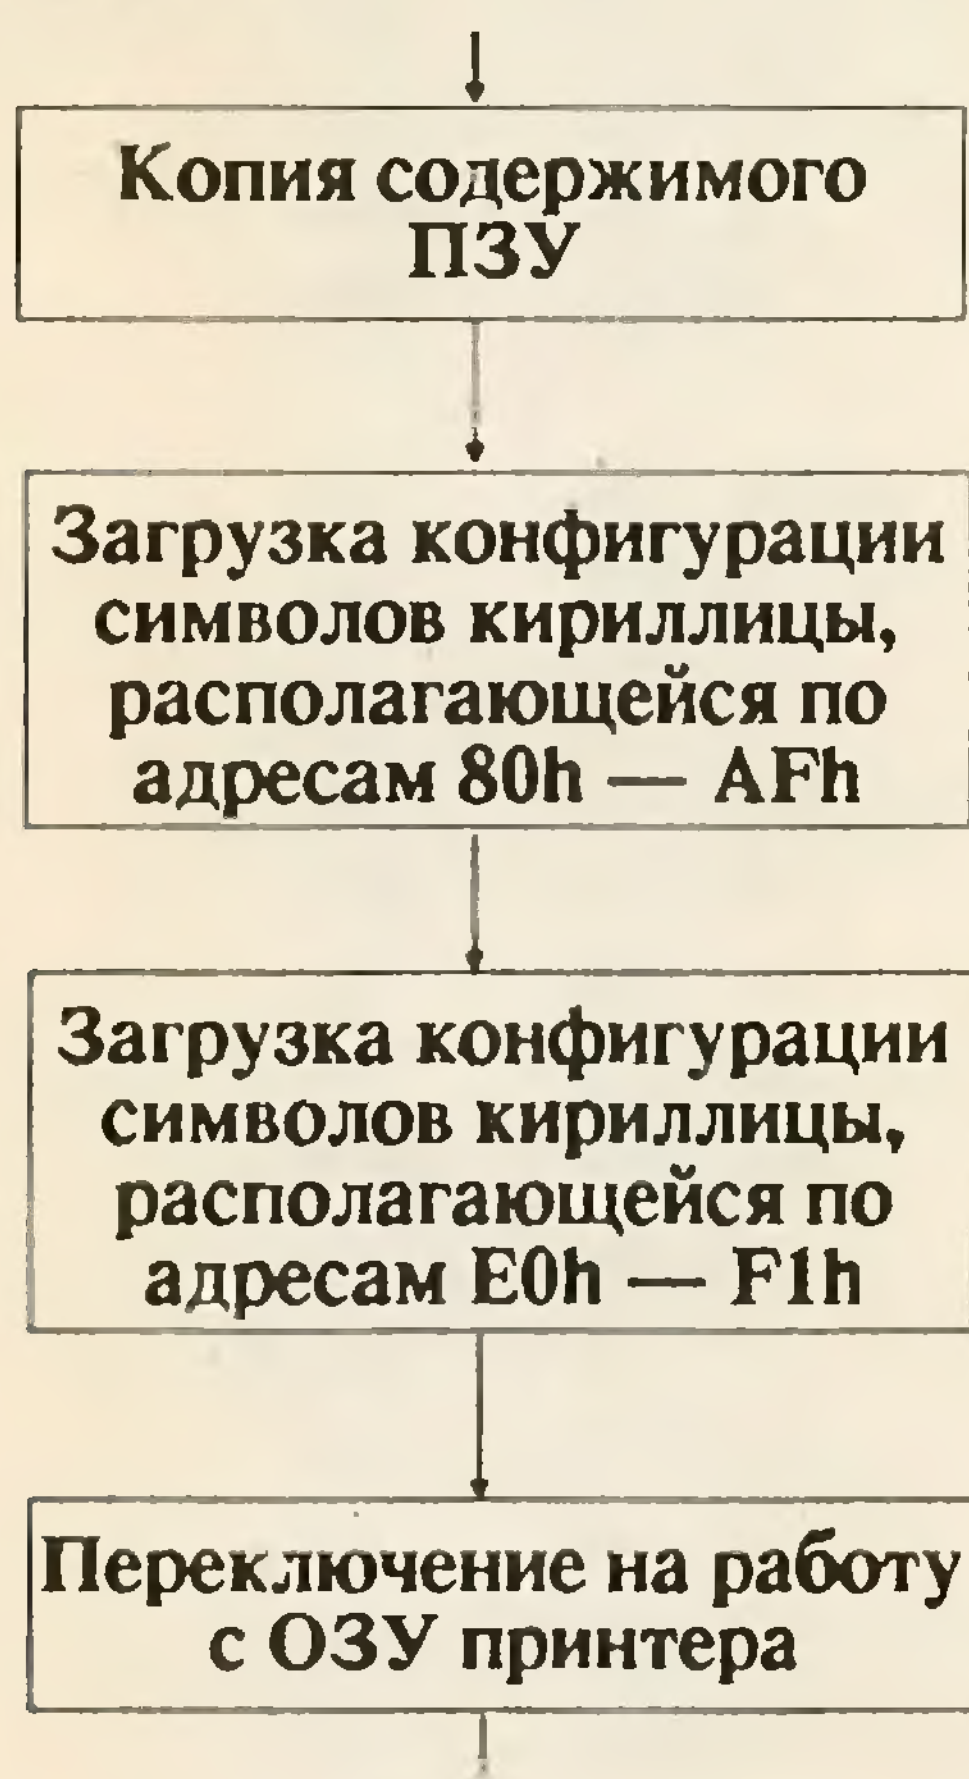 Копия содержимого
ПЗУ
Загрузка конфигурации
символов кириллицы,
располагающейся по
адресам 80h — AFh
Загрузка конфигурации
символов кириллицы,
располагающейся по
адресам E0h — F1h
Переключение на работу
с ОЗУ принтера